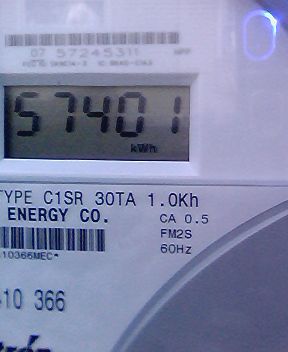 07 57245311
57401
kWh
TYPE C1SR 30TA 1.0Kh
ENERGY CO.
CA 0.5
FM2S
60Hz
10366MEC*
10 366